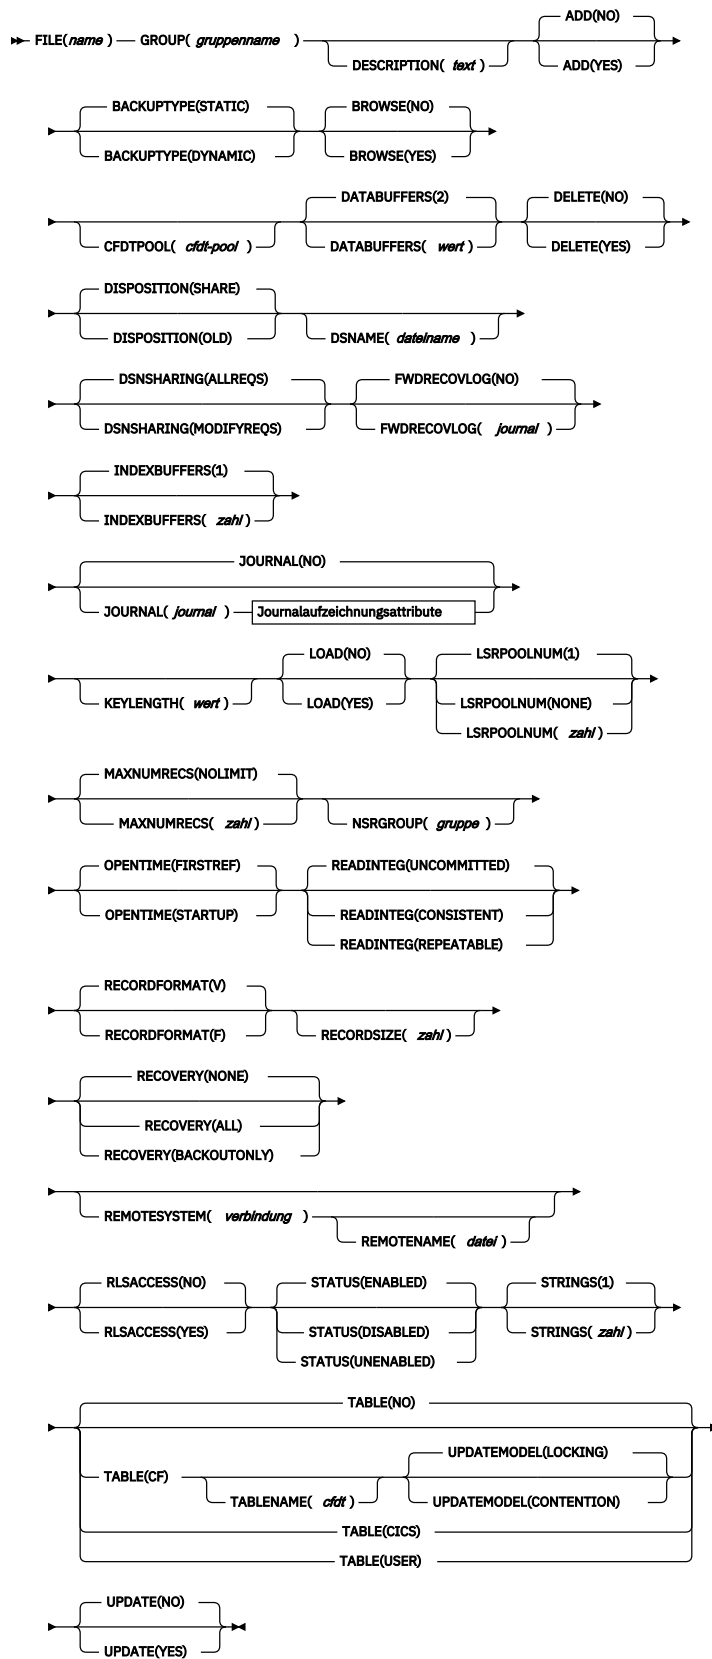 ADD(NO)
FILE(name) GROUP( gruppenname )
DESCRIPTION( text ) ADD(YES)
BACKUPTYPE(STATIC) BROWSE(NO)
BACKUPTYPE(DYNAMIC) BROWSE(YES)
DATABUFFERS(2) DELETE(NO)
CFDTPOOL( cfdt-pool ) DATABUFFERS( wert ) DELETE(YES)
DISPOSITION(SHARE)
DISPOSITION(OLD) DSNAME( dateiname )
DSNSHARING(ALLREQS) FWDRECOVLOG(NO)
DSNSHARING(MODIFYREQS) FWDRECOVLOG( journal )
INDEXBUFFERS(1)
INDEXBUFFERS( zahl )
JOURNAL(NO)
JOURNAL( journal ) Journalaufzeichnungsattribute
LOAD(NO) LSRPOOLNUM(1)
KEYLENGTH( wert ) LOAD(YES) LSRPOOLNUM(NONE)
LSRPOOLNUM( zahl )
MAXNUMRECS(NOLIMIT)
MAXNUMRECS( zahl ) NSRGROUP( gruppe )
OPENTIME(FIRSTREF) READINTEG(UNCOMMITTED)
OPENTIME(STARTUP) READINTEG(CONSISTENT)
READINTEG(REPEATABLE)
RECORDFORMAT(V)
RECORDFORMAT(F) RECORDSIZE( zahl )
RECOVERY(NONE)
RECOVERY(ALL)
RECOVERY(BACKOUTONLY)
REMOTESYSTEM( verbindung )
REMOTENAME( datei )
RLSACCESS(NO) STATUS(ENABLED) STRINGS(1)
RLSACCESS(YES) STATUS(DISABLED) STRINGS( zahl )
STATUS(UNENABLED)
TABLE(NO)
UPDATEMODEL(LOCKING)
TABLE(CF)
TABLENAME( cfdt ) UPDATEMODEL(CONTENTION)
TABLE(CICS)
TABLE(USER)
UPDATE(NO)
UPDATE(YES)